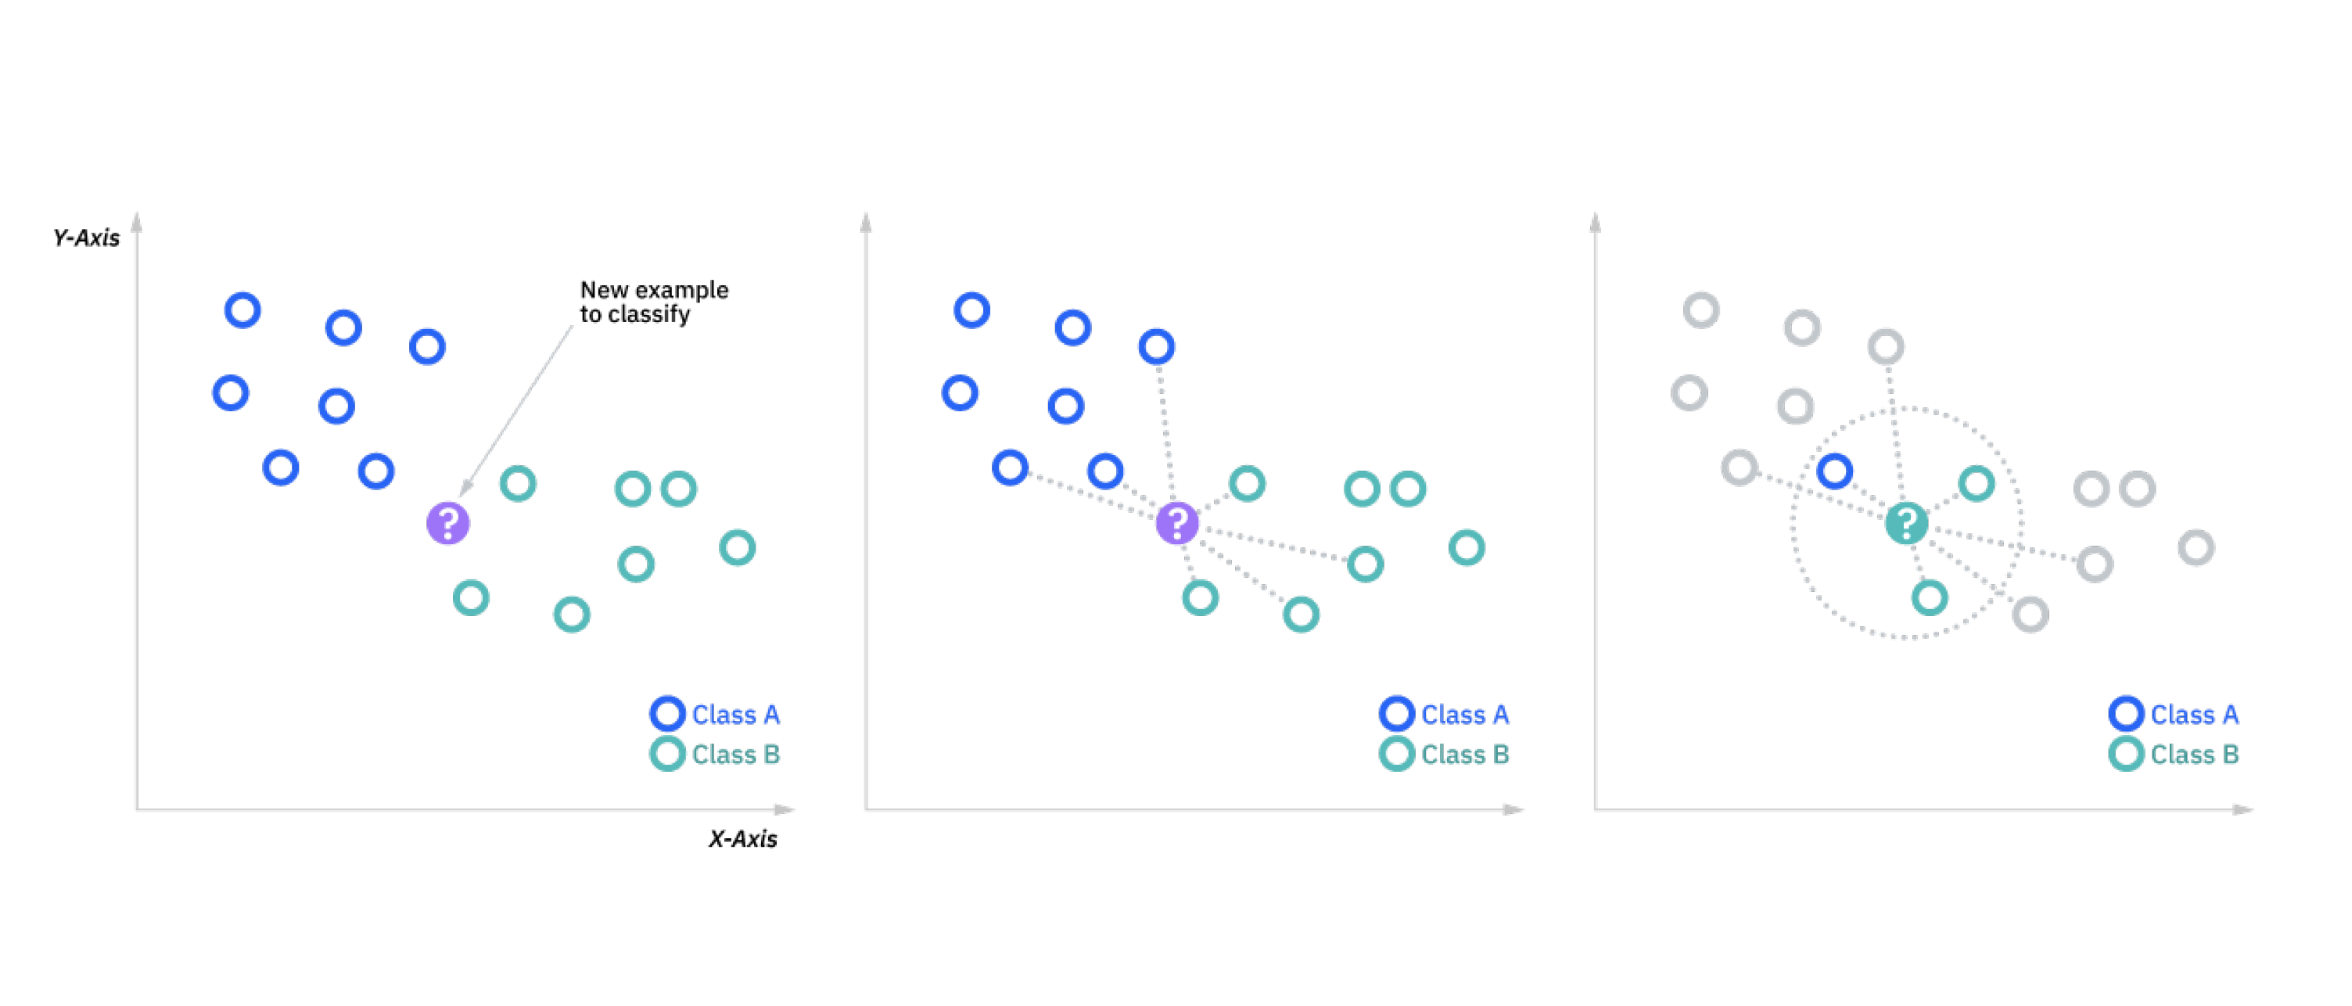 Y-Axis
New example
to classify
?
Class A
Class B
X-Axis
?
Class A
Class B
?
Class A
Class B